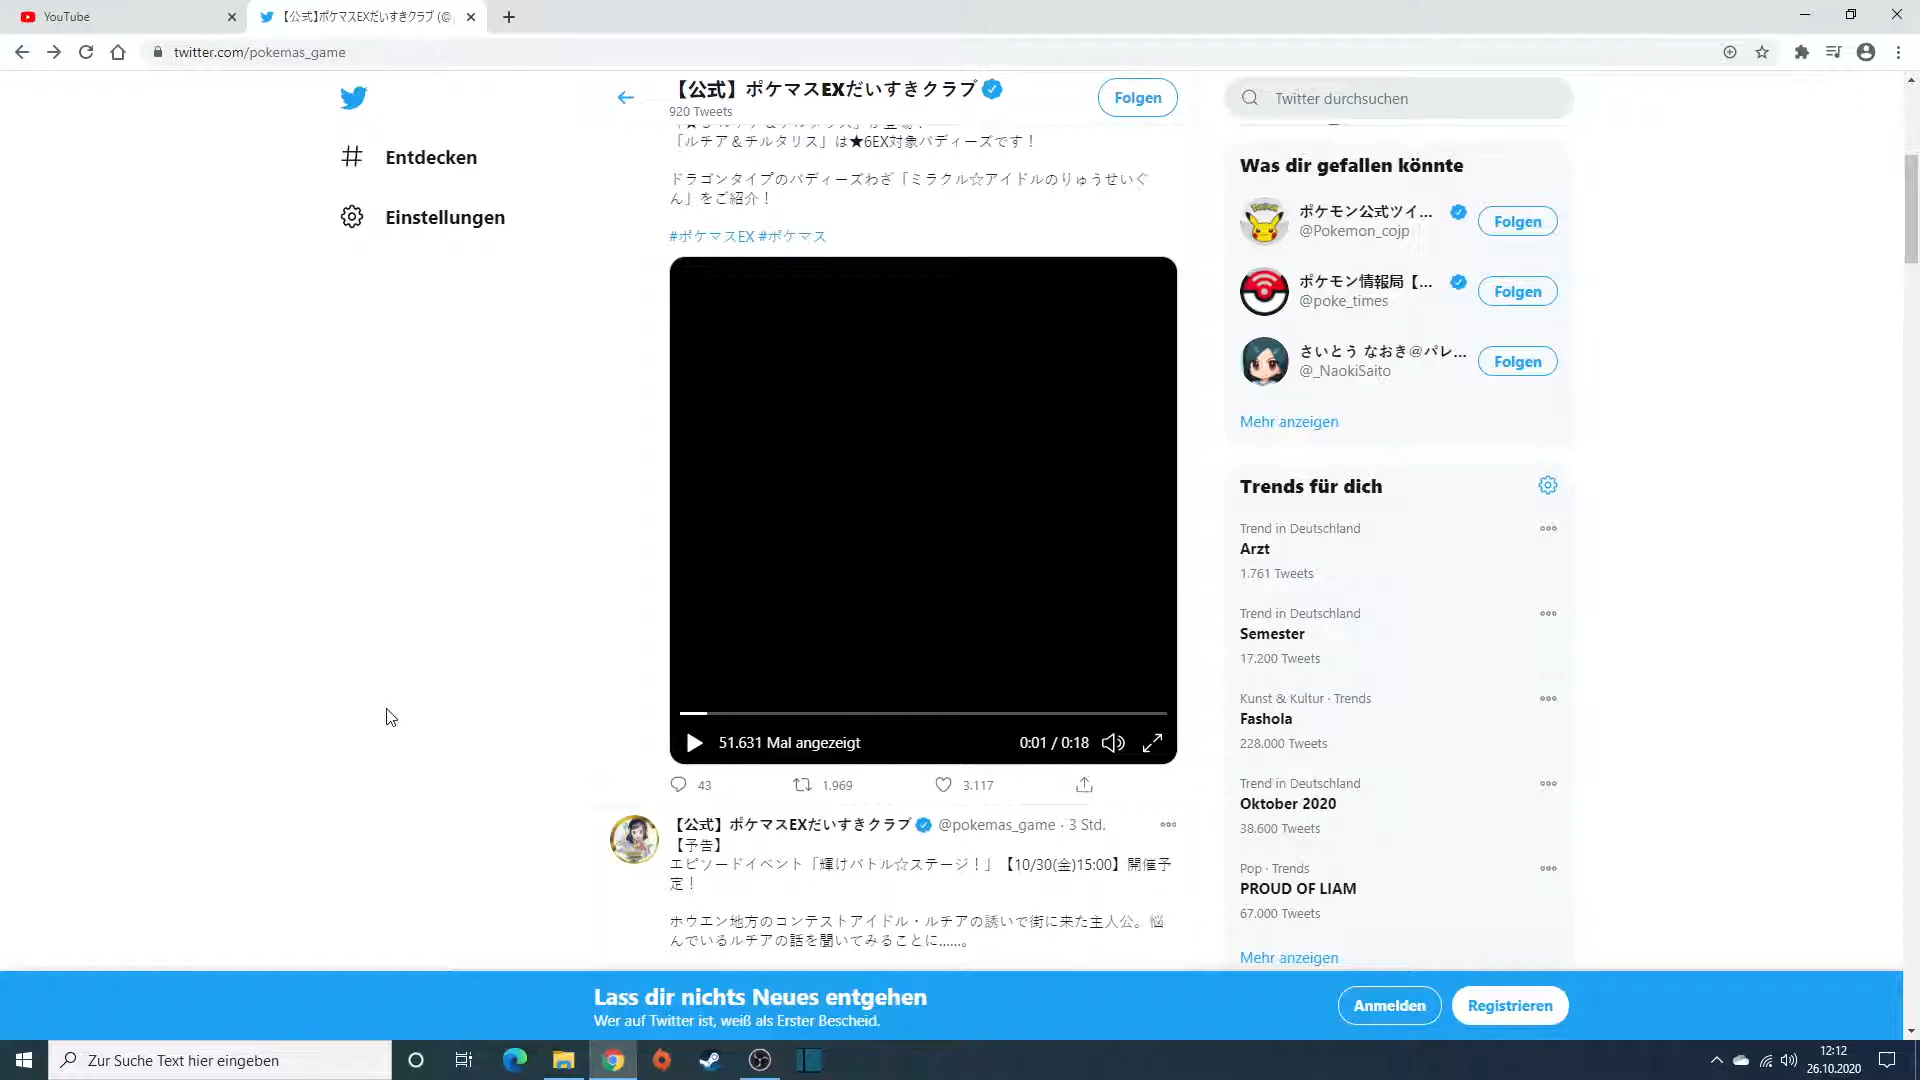 YouTube
【公式】ポケマスEXだいすきクラブ (@
twitter.com/pokemas_game
【公式】ポケマスEXだいすきクラブ
920 Tweets
Folgen
Twitter durchsuchen
Entdecken
Einstellungen
「ルチア＆チルタリス」は★6EX対象バディーズです！
ドラゴンタイプのバディーズわざ「ミラクル☆アイドルのりゅうせいぐ
ん」をご紹介！
#ポケマスEX #ポケマス
51.631 Mal angezeigt
0:01 / 0:18
43
1.969
3.117
【公式】ポケマスEXだいすきクラブ @pokemas_game · 3 Std.
【予告】
エピソードイベント「輝けバトル☆ステージ！」【10/30(金)15:00】開催予
定！
ホウエン地方のコンテストアイドル・ルチアの誘いで街に来た主人公。悩
んでいるルチアの話を聞いてみることに……。
Was dir gefallen könnte
ポケモン公式ツイ...
@Pokemon_cojp
Folgen
ポケモン情報局【...
@poke_times
Folgen
さいとう なおき＠パレ...
@_NaokiSaito
Folgen
Mehr anzeigen
Trends für dich
Trend in Deutschland
Arzt
1.761 Tweets
Trend in Deutschland
Semester
17.200 Tweets
Kunst & Kultur · Trends
Fashola
228.000 Tweets
Trend in Deutschland
Oktober 2020
38.600 Tweets
Pop · Trends
PROUD OF LIAM
67.000 Tweets
Mehr anzeigen
Lass dir nichts Neues entgehen
Wer auf Twitter ist, weiß als Erster Bescheid.
Anmelden
Registrieren
Zur Suche Text hier eingeben
12:12
26.10.2020